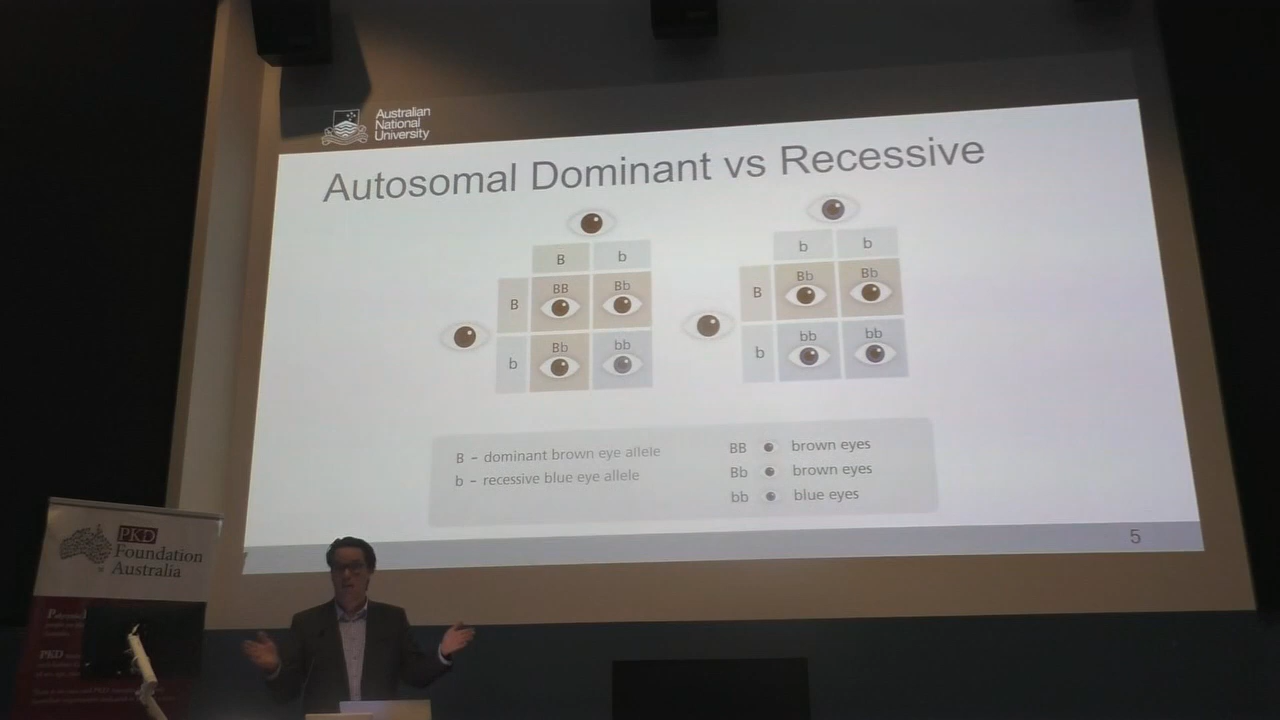 Australian
National
University
Autosomal Dominant vs Recessive
B b
B BB Bb
b Bb bb
b b
B Bb Bb
b bb bb
B – dominant brown eye allele
b – recessive blue eye allele
BB brown eyes
Bb brown eyes
bb blue eyes
5
PKD
Foundation
Australia
PKD